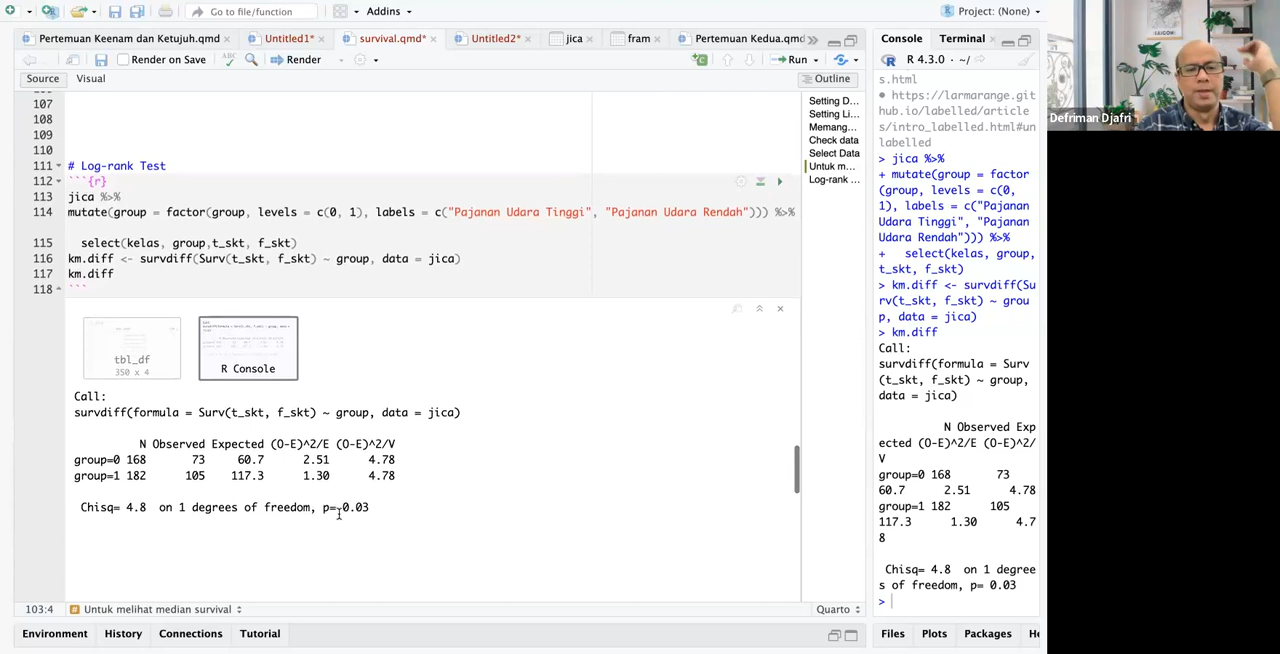 Go to file/function
Addins
Project: (None)
Pertemuan Keenam dan Ketujuh.qmd
Untitled1*
survival.qmd*
Untitled2*
jica
fram
Pertemuan Kedua.qmd
Render on Save
ABC
Render
Run
Source
Visual
Outline
107
108
109
110
111 # Log-rank Test
112 ```{r}
113 jica %>%
114 mutate(group = factor(group, levels = c(0, 1), labels = c("Pajanan Udara Tinggi", "Pajanan Udara Rendah"))) %>%
115 select(kelas, group,t_skt, f_skt)
116 km.diff <- survdiff(Surv(t_skt, f_skt) ~ group, data = jica)
117 km.diff
118 ```
Setting D...
Setting Li...
Memang...
Check data
Select Data
Untuk m...
Log-rank ...
tbl_df
350 x 4
R Console
Call:
survdiff(formula = Surv(t_skt, f_skt) ~ group, data = jica)
N Observed Expected (O-E)^2/E (O-E)^2/V
group=0 168 73 60.7 2.51 4.78
group=1 182 105 117.3 1.30 4.78
Chisq= 4.8 on 1 degrees of freedom, p= 0.03
103:4
Untuk melihat median survival
Quarto
Environment
History
Connections
Tutorial
Console
Terminal
R 4.3.0 · ~/
s.html
● https://larmarange.git
hub.io/labelled/article
s/intro_labelled.html#un
labelled
> jica %>%
+ mutate(group = factor
(group, levels = c(0,
1), labels = c("Pajanan
Udara Tinggi", "Pajanan
Udara Rendah"))) %>%
+ select(kelas, group,
t_skt, f_skt)
> km.diff <- survdiff(Su
rv(t_skt, f_skt) ~ grou
p, data = jica)
> km.diff
Call:
survdiff(formula = Surv
(t_skt, f_skt) ~ group,
data = jica)
N Observed Exp
ected (O-E)^2/E (O-E)^2/
V
group=0 168 73
60.7 2.51 4.78
group=1 182 105
117.3 1.30 4.7
8
Chisq= 4.8 on 1 degree
s of freedom, p= 0.03
>
Files
Plots
Packages
He
Defriman Djafri